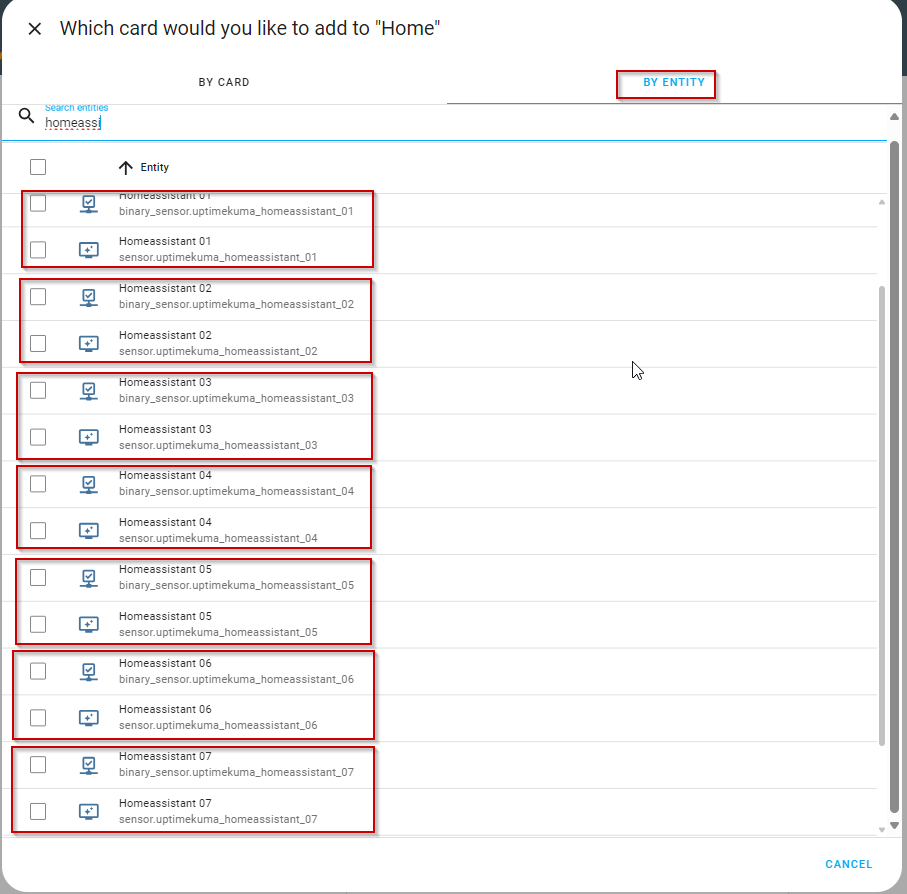 Which card would you like to add to "Home"
BY CARD
BY ENTITY
Search entities
homeassi
Entity
Homeassistant 01
binary_sensor.uptimekuma_homeassistant_01
Homeassistant 01
sensor.uptimekuma_homeassistant_01
Homeassistant 02
binary_sensor.uptimekuma_homeassistant_02
Homeassistant 02
sensor.uptimekuma_homeassistant_02
Homeassistant 03
binary_sensor.uptimekuma_homeassistant_03
Homeassistant 03
sensor.uptimekuma_homeassistant_03
Homeassistant 04
binary_sensor.uptimekuma_homeassistant_04
Homeassistant 04
sensor.uptimekuma_homeassistant_04
Homeassistant 05
binary_sensor.uptimekuma_homeassistant_05
Homeassistant 05
sensor.uptimekuma_homeassistant_05
Homeassistant 06
binary_sensor.uptimekuma_homeassistant_06
Homeassistant 06
sensor.uptimekuma_homeassistant_06
Homeassistant 07
binary_sensor.uptimekuma_homeassistant_07
Homeassistant 07
sensor.uptimekuma_homeassistant_07
CANCEL